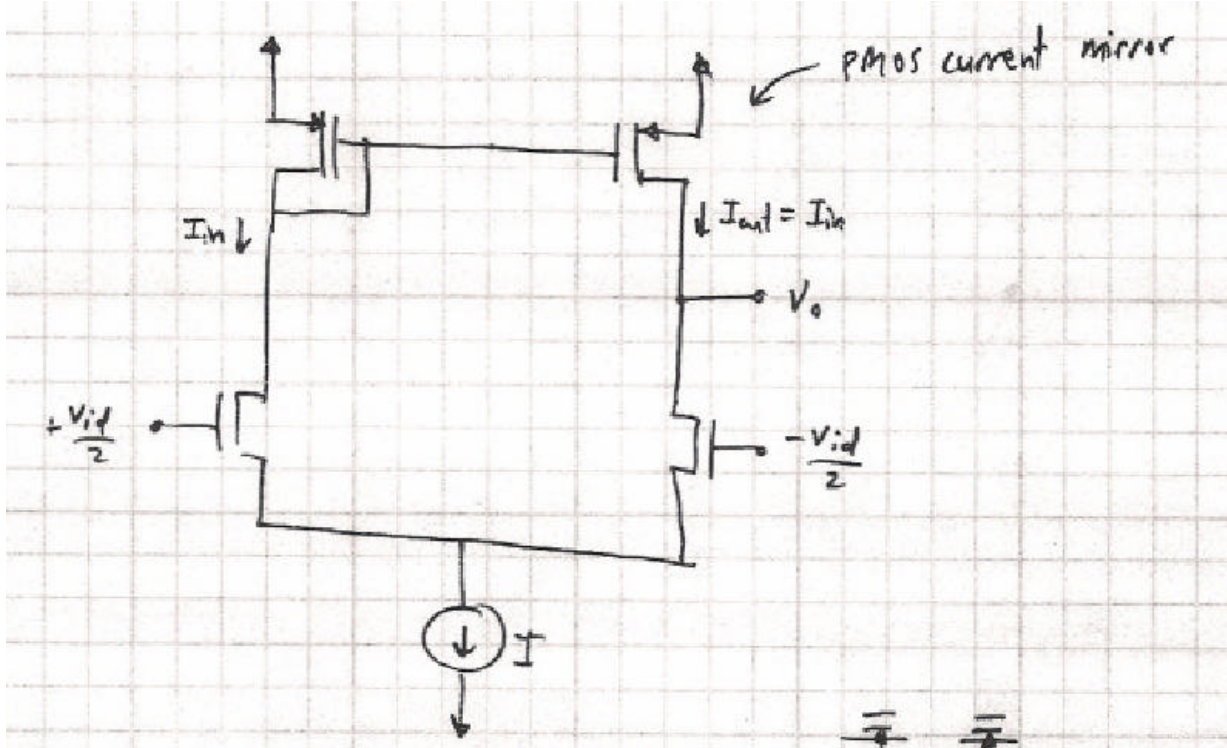 PMOS current mirror
Iin ↓
↓ Iout = Iin
Vo
+Vid/2
-Vid/2
↓ I